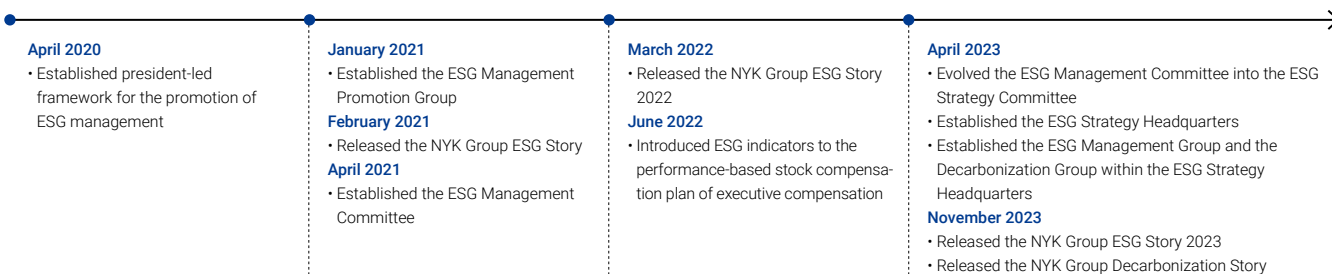 April 2020
• Established president-led
framework for the promotion of
ESG management
January 2021
• Established the ESG Management
Promotion Group
February 2021
• Released the NYK Group ESG Story
April 2021
• Established the ESG Management
Committee
March 2022
• Released the NYK Group ESG Story
2022
June 2022
• Introduced ESG indicators to the
performance-based stock compensa-
tion plan of executive compensation
April 2023
• Evolved the ESG Management Committee into the ESG
Strategy Committee
• Established the ESG Strategy Headquarters
• Established the ESG Management Group and the
Decarbonization Group within the ESG Strategy
Headquarters
November 2023
• Released the NYK Group ESG Story 2023
• Released the NYK Group Decarbonization Story